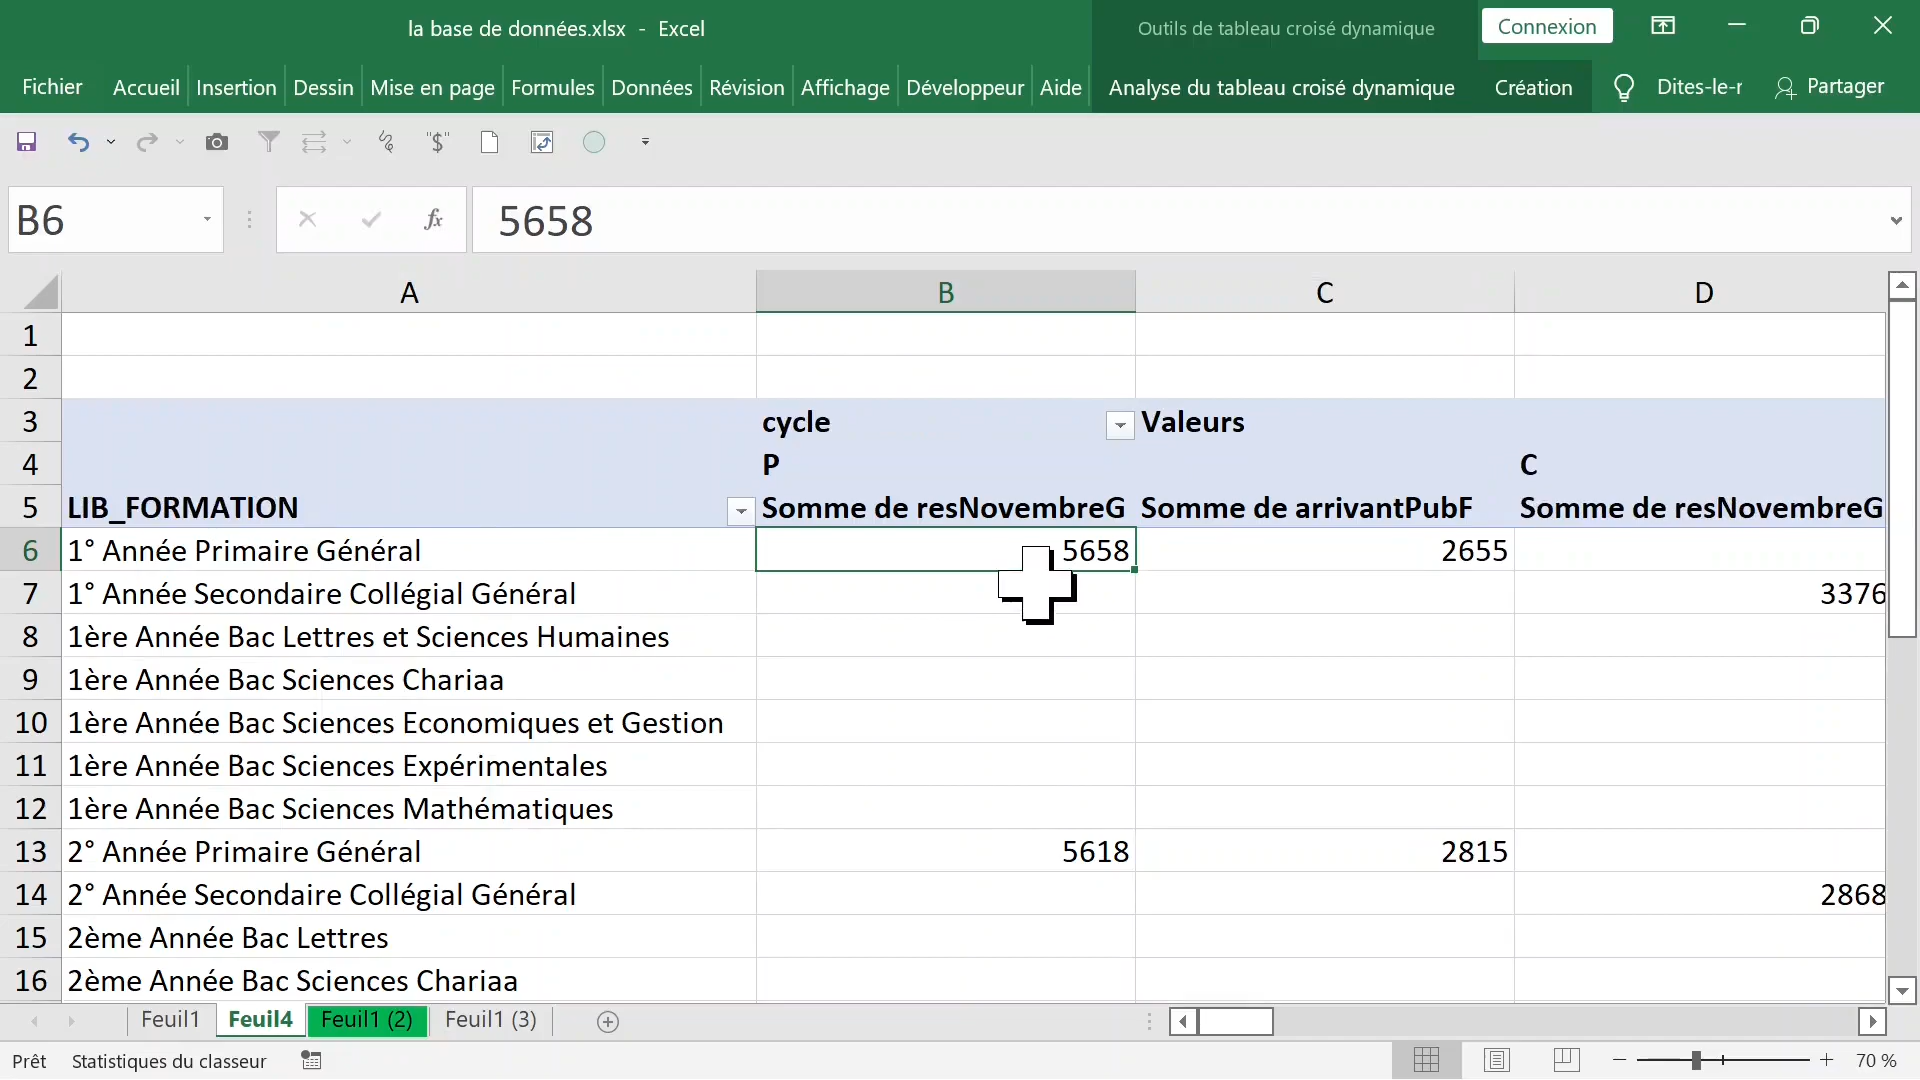 la base de données.xlsx - Excel
Outils de tableau croisé dynamique
Connexion
Fichier Accueil Insertion Dessin Mise en page Formules Données Révision Affichage Développeur Aide Analyse du tableau croisé dynamique Création Dites-le-r Partager
"$"
B6 fx 5658
A B C D
1
2
3 cycle Valeurs
4 P C
5 LIB_FORMATION Somme de resNovembreG Somme de arrivantPubF Somme de resNovembreG
6 1° Année Primaire Général 5658 2655
7 1° Année Secondaire Collégial Général 3376
8 1ère Année Bac Lettres et Sciences Humaines
9 1ère Année Bac Sciences Chariaa
10 1ère Année Bac Sciences Economiques et Gestion
11 1ère Année Bac Sciences Expérimentales
12 1ère Année Bac Sciences Mathématiques
13 2° Année Primaire Général 5618 2815
14 2° Année Secondaire Collégial Général 2868
15 2ème Année Bac Lettres
16 2ème Année Bac Sciences Chariaa
Feuil1 Feuil4 Feuil1 (2) Feuil1 (3)
Prêt Statistiques du classeur 70 %